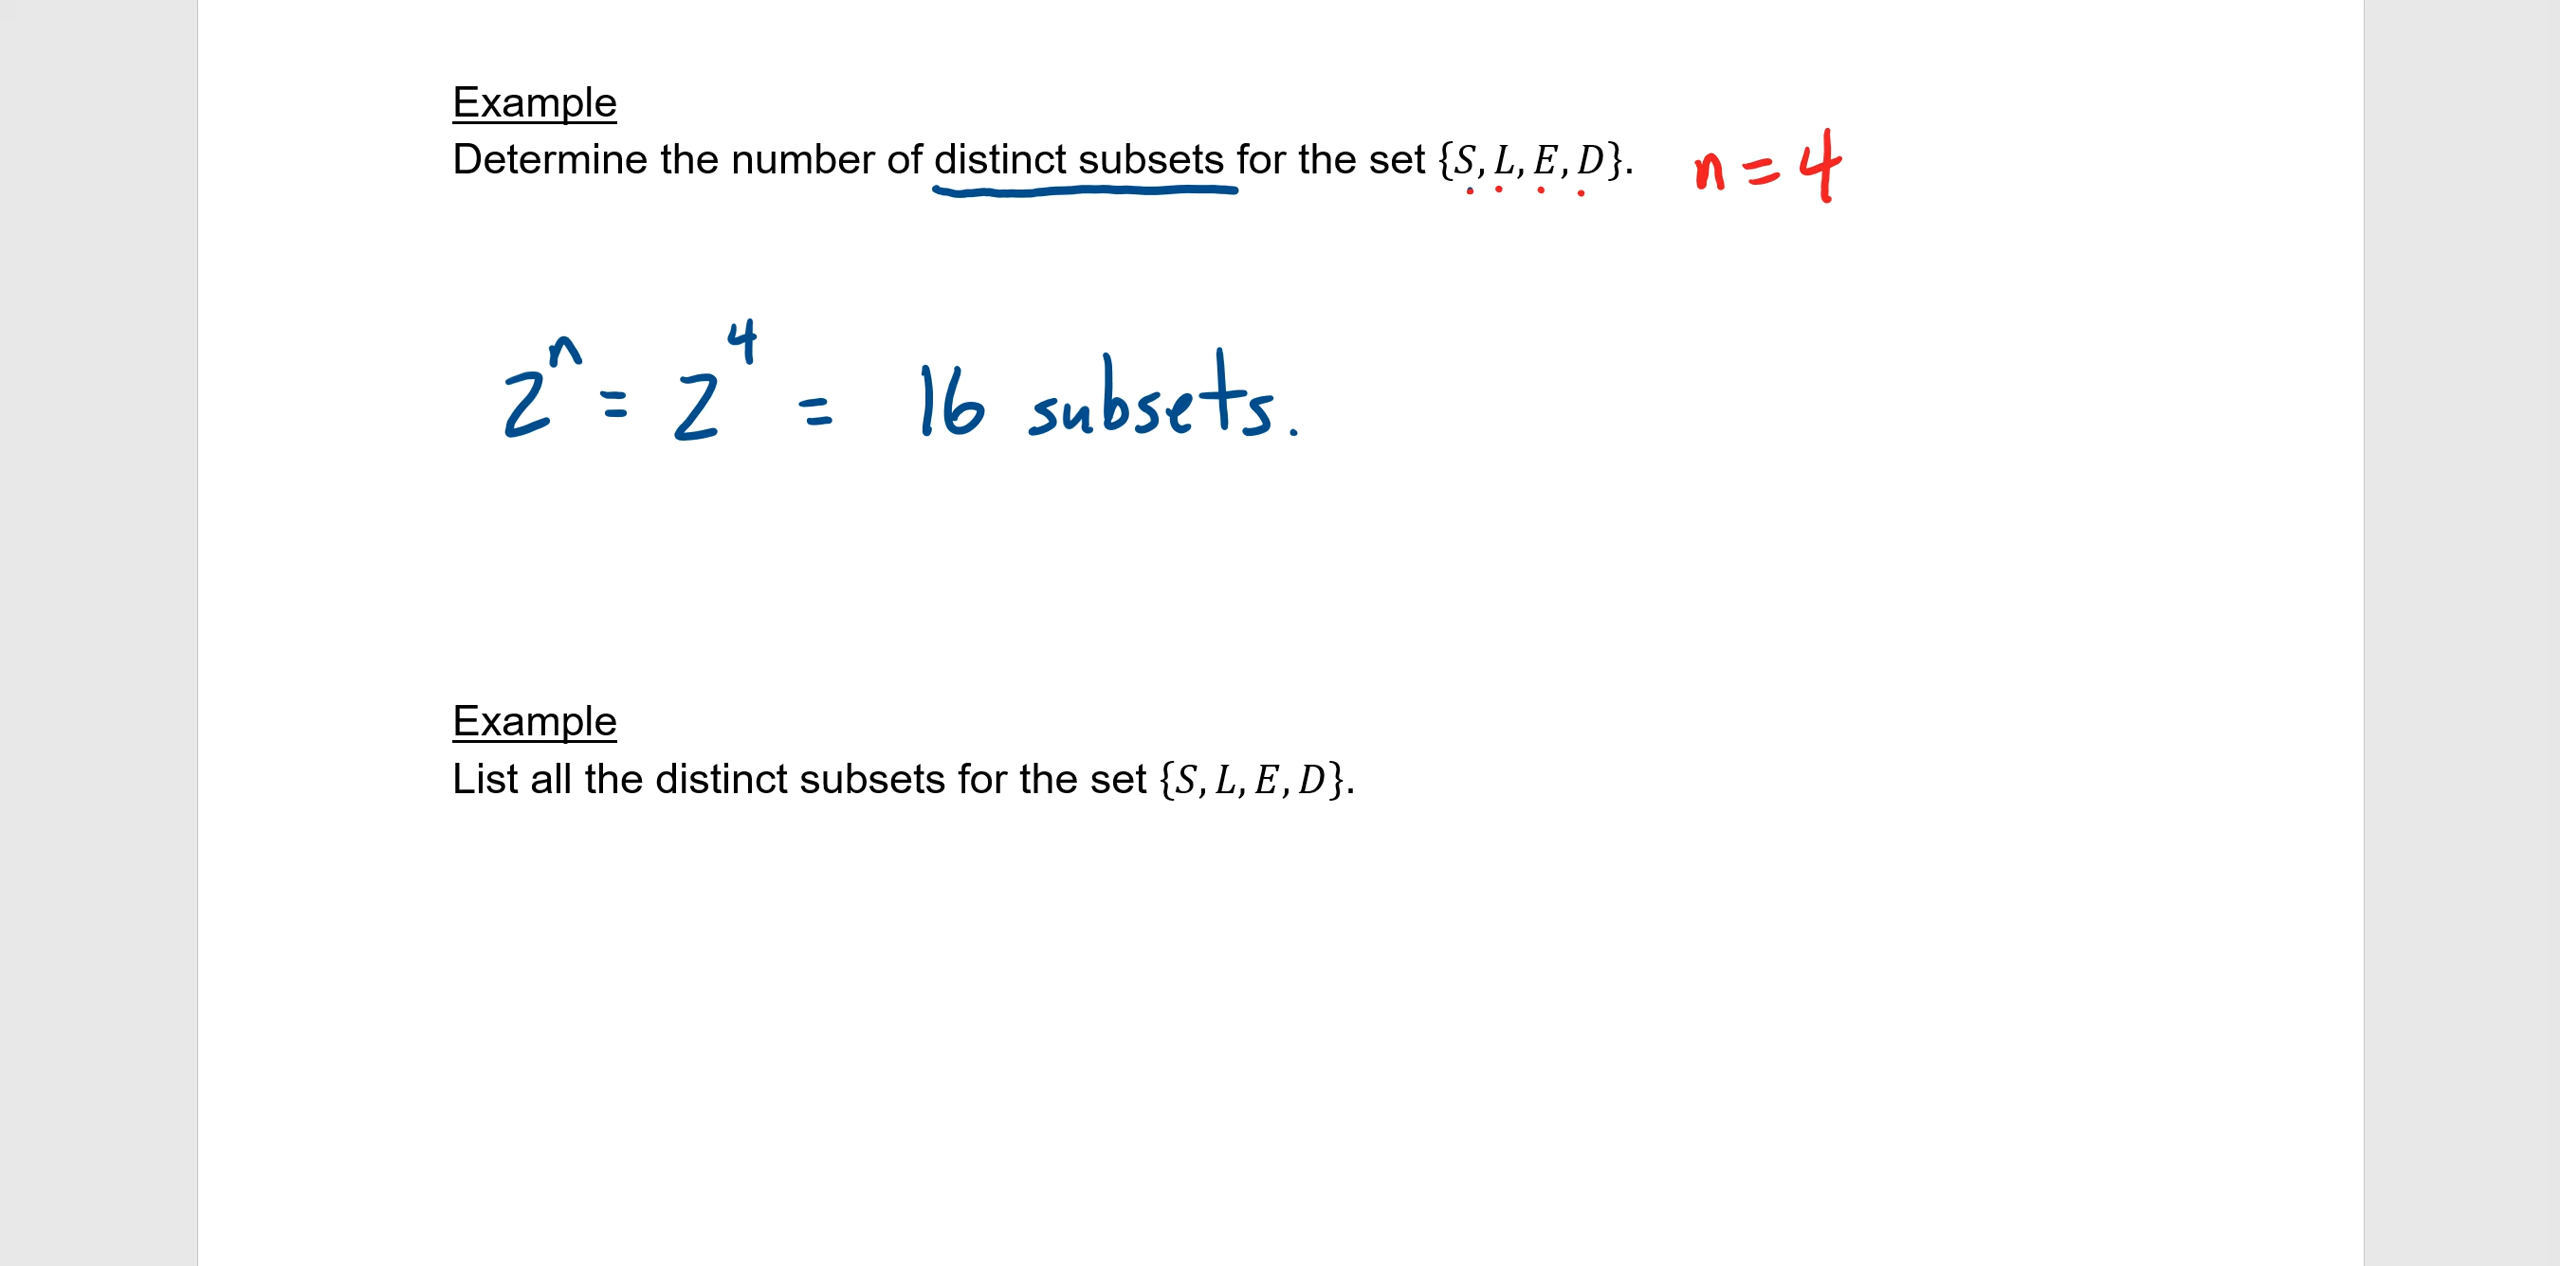 Example
Determine the number of distinct subsets for the set {S, L, E, D}. n = 4
2^n = 2^4 = 16 subsets.
Example
List all the distinct subsets for the set {S, L, E, D}.